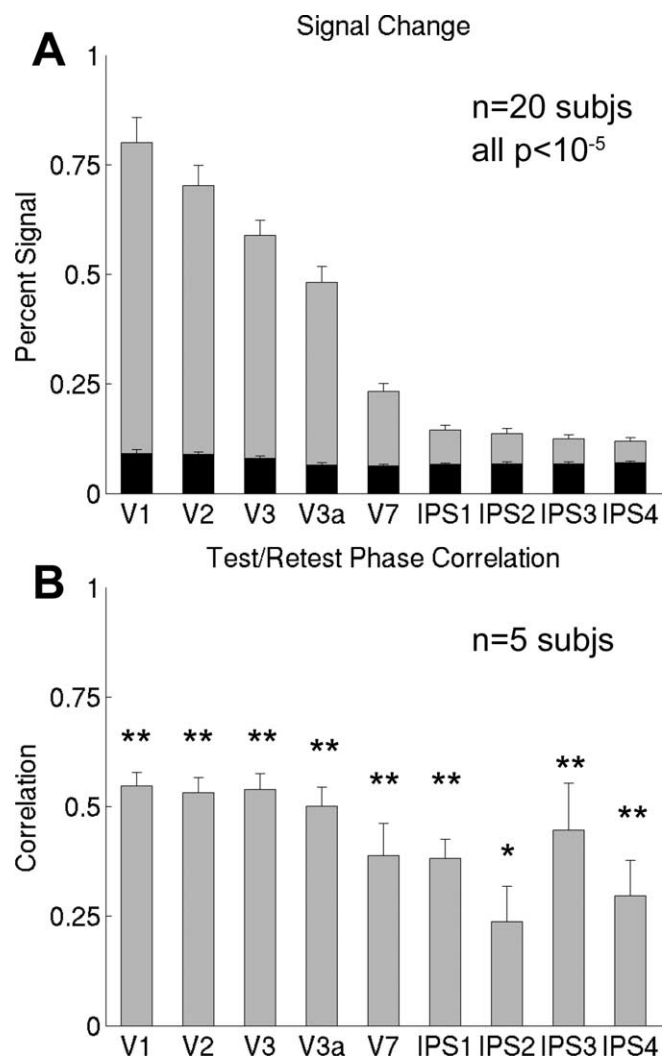 Signal Change
A
1
n=20 subjs
all p<10⁻⁵
0.75
0.5
0.25
0
Percent Signal
V1 V2 V3 V3a V7 IPS1 IPS2 IPS3 IPS4
Test/Retest Phase Correlation
B
1
n=5 subjs
0.75
0.5
0.25
0
Correlation
** ** ** ** ** ** * ** **
V1 V2 V3 V3a V7 IPS1 IPS2 IPS3 IPS4